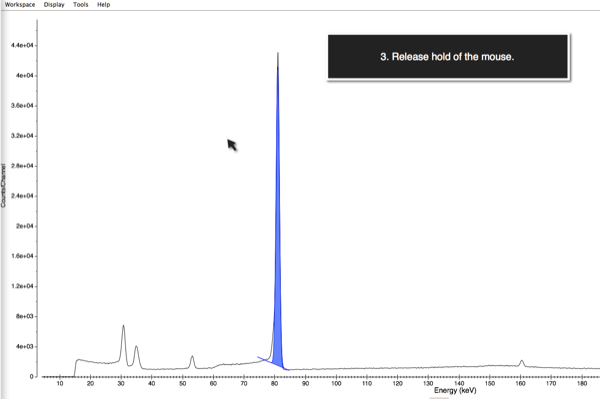 Workspace Display Tools Help
3. Release hold of the mouse.
4.4e+04
4e+04
3.6e+04
3.2e+04
2.8e+04
2.4e+04
2e+04
1.6e+04
1.2e+04
8e+03
4e+03
0
Counts/Channel
10 20 30 40 50 60 70 80 90 100 110 120 130 140 150 160 170 180
Energy (keV)